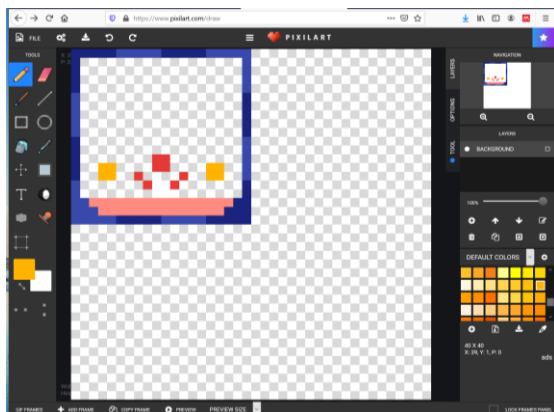 https://www.pixilart.com/draw
FILE
PIXILART
TOOLS
NAVIGATION
LAYERS
OPTIONS
TOOL
LAYERS
BACKGROUND
100%
DEFAULT COLORS
40 X 40
X: 39, Y: 1, P: 0
ads
GIF FRAMES
ADD FRAME
COPY FRAME
PREVIEW
PREVIEW SIZE
LOCK FRAMES PANEL